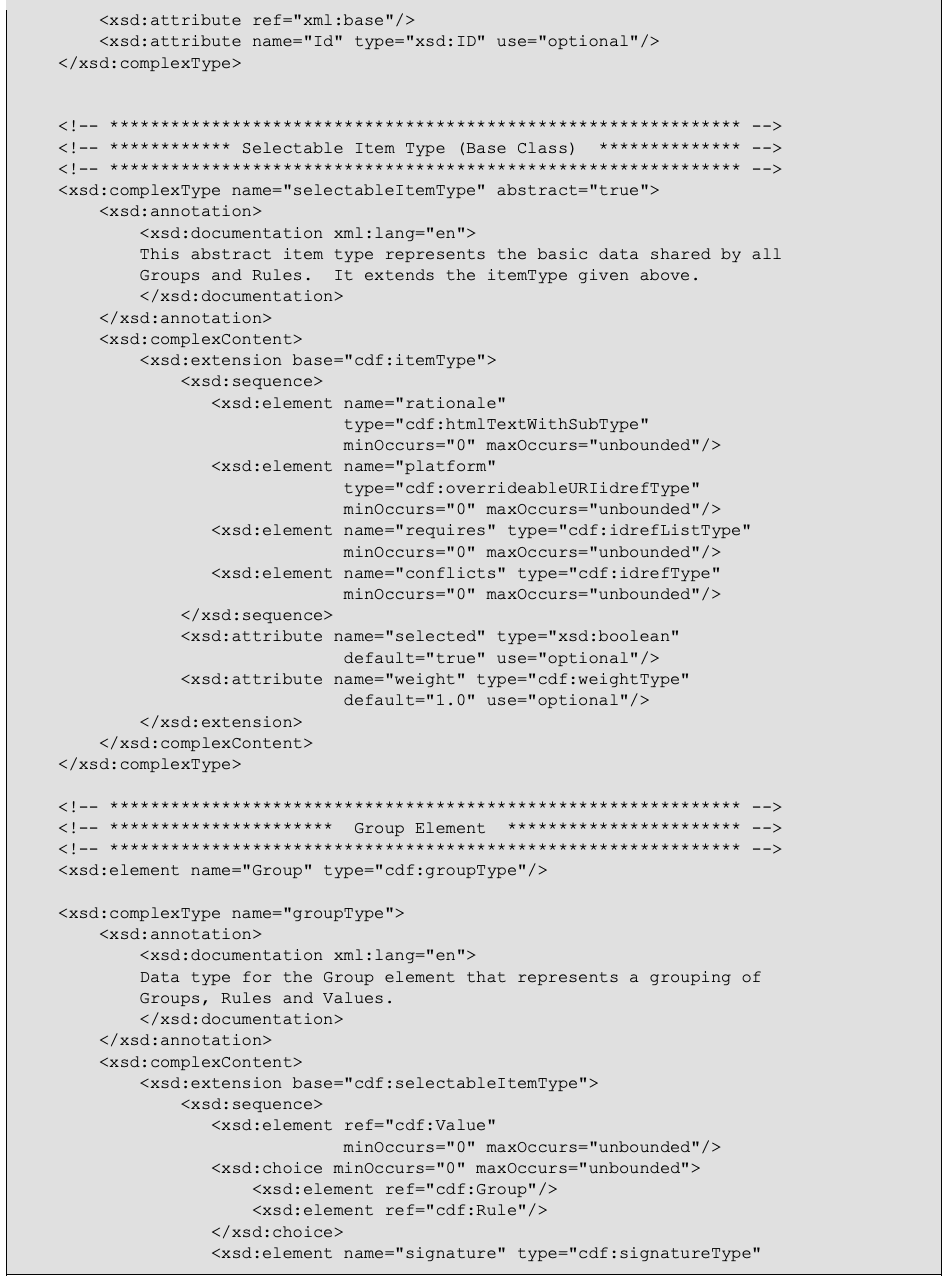 <xsd:attribute ref="xml:base"/>
<xsd:attribute name="Id" type="xsd:ID" use="optional"/>
</xsd:complexType>
<!-- ************************************************************** -->
<!-- ************ Selectable Item Type (Base Class)  ************** -->
<!-- ************************************************************** -->
<xsd:complexType name="selectableItemType" abstract="true">
<xsd:annotation>
<xsd:documentation xml:lang="en">
This abstract item type represents the basic data shared by all
Groups and Rules.  It extends the itemType given above.
</xsd:documentation>
</xsd:annotation>
<xsd:complexContent>
<xsd:extension base="cdf:itemType">
<xsd:sequence>
<xsd:element name="rationale"
type="cdf:htmlTextWithSubType"
minOccurs="0" maxOccurs="unbounded"/>
<xsd:element name="platform"
type="cdf:overrideableURIidrefType"
minOccurs="0" maxOccurs="unbounded"/>
<xsd:element name="requires" type="cdf:idrefListType"
minOccurs="0" maxOccurs="unbounded"/>
<xsd:element name="conflicts" type="cdf:idrefType"
minOccurs="0" maxOccurs="unbounded"/>
</xsd:sequence>
<xsd:attribute name="selected" type="xsd:boolean"
default="true" use="optional"/>
<xsd:attribute name="weight" type="cdf:weightType"
default="1.0" use="optional"/>
</xsd:extension>
</xsd:complexContent>
</xsd:complexType>
<!-- ************************************************************** -->
<!-- **********************  Group Element  *********************** -->
<!-- ************************************************************** -->
<xsd:element name="Group" type="cdf:groupType"/>
<xsd:complexType name="groupType">
<xsd:annotation>
<xsd:documentation xml:lang="en">
Data type for the Group element that represents a grouping of
Groups, Rules and Values.
</xsd:documentation>
</xsd:annotation>
<xsd:complexContent>
<xsd:extension base="cdf:selectableItemType">
<xsd:sequence>
<xsd:element ref="cdf:Value"
minOccurs="0" maxOccurs="unbounded"/>
<xsd:choice minOccurs="0" maxOccurs="unbounded">
<xsd:element ref="cdf:Group"/>
<xsd:element ref="cdf:Rule"/>
</xsd:choice>
<xsd:element name="signature" type="cdf:signatureType"